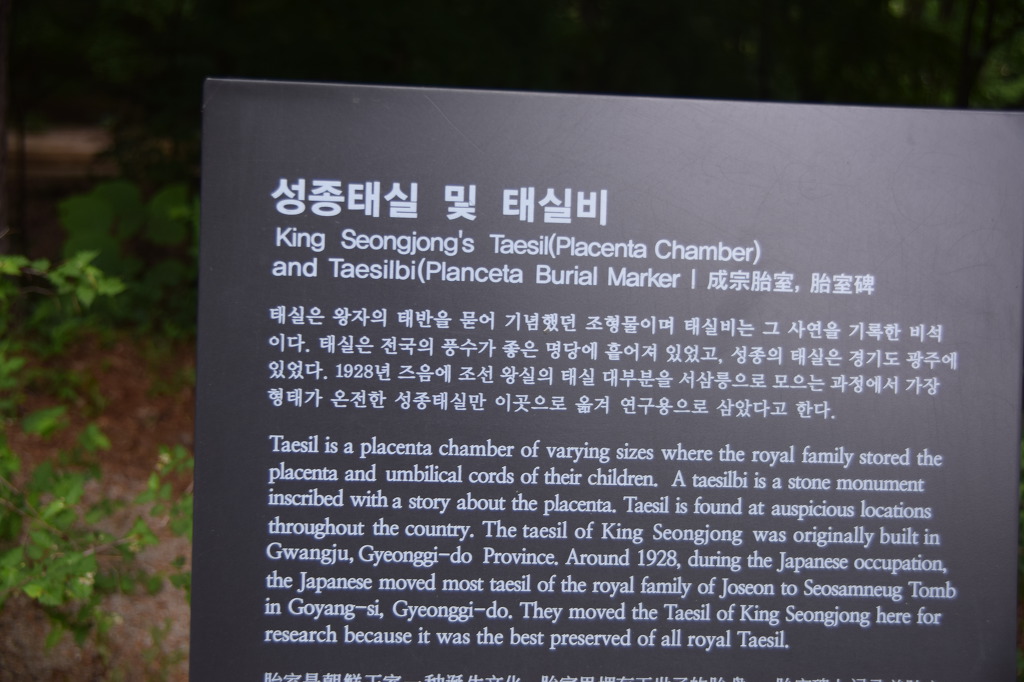 성종태실 및 태실비
King Seongjong's Taesil(Placenta Chamber)
and Taesilbi(Planceta Burial Marker | 成宗胎室, 胎室碑
태실은 왕자의 태반을 묻어 기념했던 조형물이며 태실비는 그 사연을 기록한 비석
이다. 태실은 전국의 풍수가 좋은 명당에 흩어져 있었고, 성종의 태실은 경기도 광주에
있었다. 1928년 즈음에 조선 왕실의 태실 대부분을 서삼릉으로 모으는 과정에서 가장
형태가 온전한 성종태실만 이곳으로 옮겨 연구용으로 삼았다고 한다.
Taesil is a placenta chamber of varying sizes where the royal family stored the
placenta and umbilical cords of their children. A taesilbi is a stone monument
inscribed with a story about the placenta. Taesil is found at auspicious locations
throughout the country. The taesil of King Seongjong was originally built in
Gwangju, Gyeonggi-do Province. Around 1928, during the Japanese occupation,
the Japanese moved most taesil of the royal family of Joseon to Seosamneug Tomb
in Goyang-si, Gyeonggi-do. They moved the Taesil of King Seongjong here for
research because it was the best preserved of all royal Taesil.